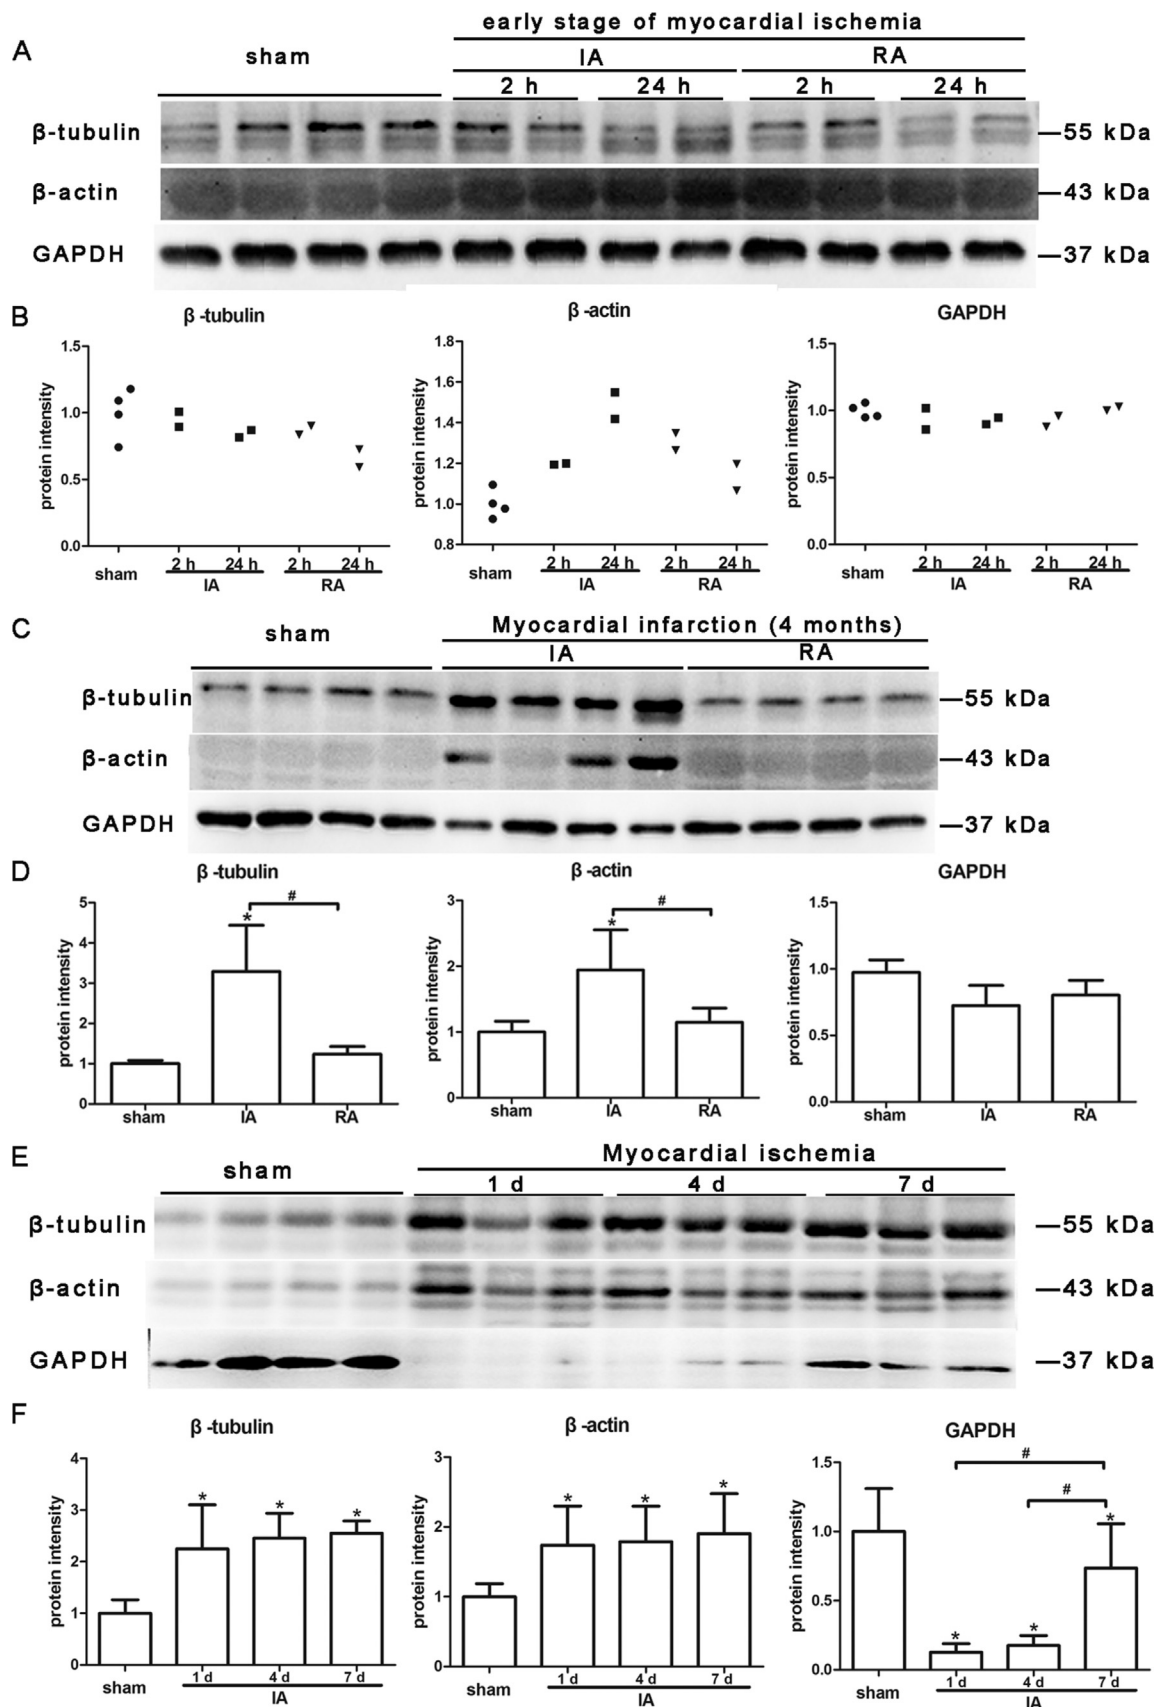 early stage of myocardial ischemia
A
sham
IA
RA
2 h
24 h
2 h
24 h
β-tubulin
55 kDa
β-actin
43 kDa
GAPDH
37 kDa
B
β -tubulin
β -actin
GAPDH
protein intensity
1.5
1.0
0.5
0.0
sham
2 h
24 h
2 h
24 h
IA
RA
protein intensity
1.8
1.6
1.4
1.2
1.0
0.8
sham
2 h
24 h
2 h
24 h
IA
RA
protein intensity
1.5
1.0
0.5
0.0
sham
2 h
24 h
2 h
24 h
IA
RA
C
sham
Myocardial infarction (4 months)
IA
RA
β-tubulin
55 kDa
β-actin
43 kDa
GAPDH
37 kDa
D
β -tubulin
β -actin
GAPDH
protein intensity
5
4
3
2
1
0
*
#
sham
IA
RA
protein intensity
3
2
1
0
*
#
sham
IA
RA
protein intensity
1.5
1.0
0.5
0.0
sham
IA
RA
E
sham
Myocardial ischemia
1 d
4 d
7 d
β-tubulin
55 kDa
β-actin
43 kDa
GAPDH
37 kDa
F
β -tubulin
β -actin
GAPDH
protein intensity
4
3
2
1
0
*
*
*
sham
1 d
4 d
7 d
IA
protein intensity
3
2
1
0
*
*
*
sham
1 d
4 d
7 d
IA
protein intensity
1.5
1.0
0.5
0.0
#
#
*
*
*
sham
1 d
4 d
7 d
IA